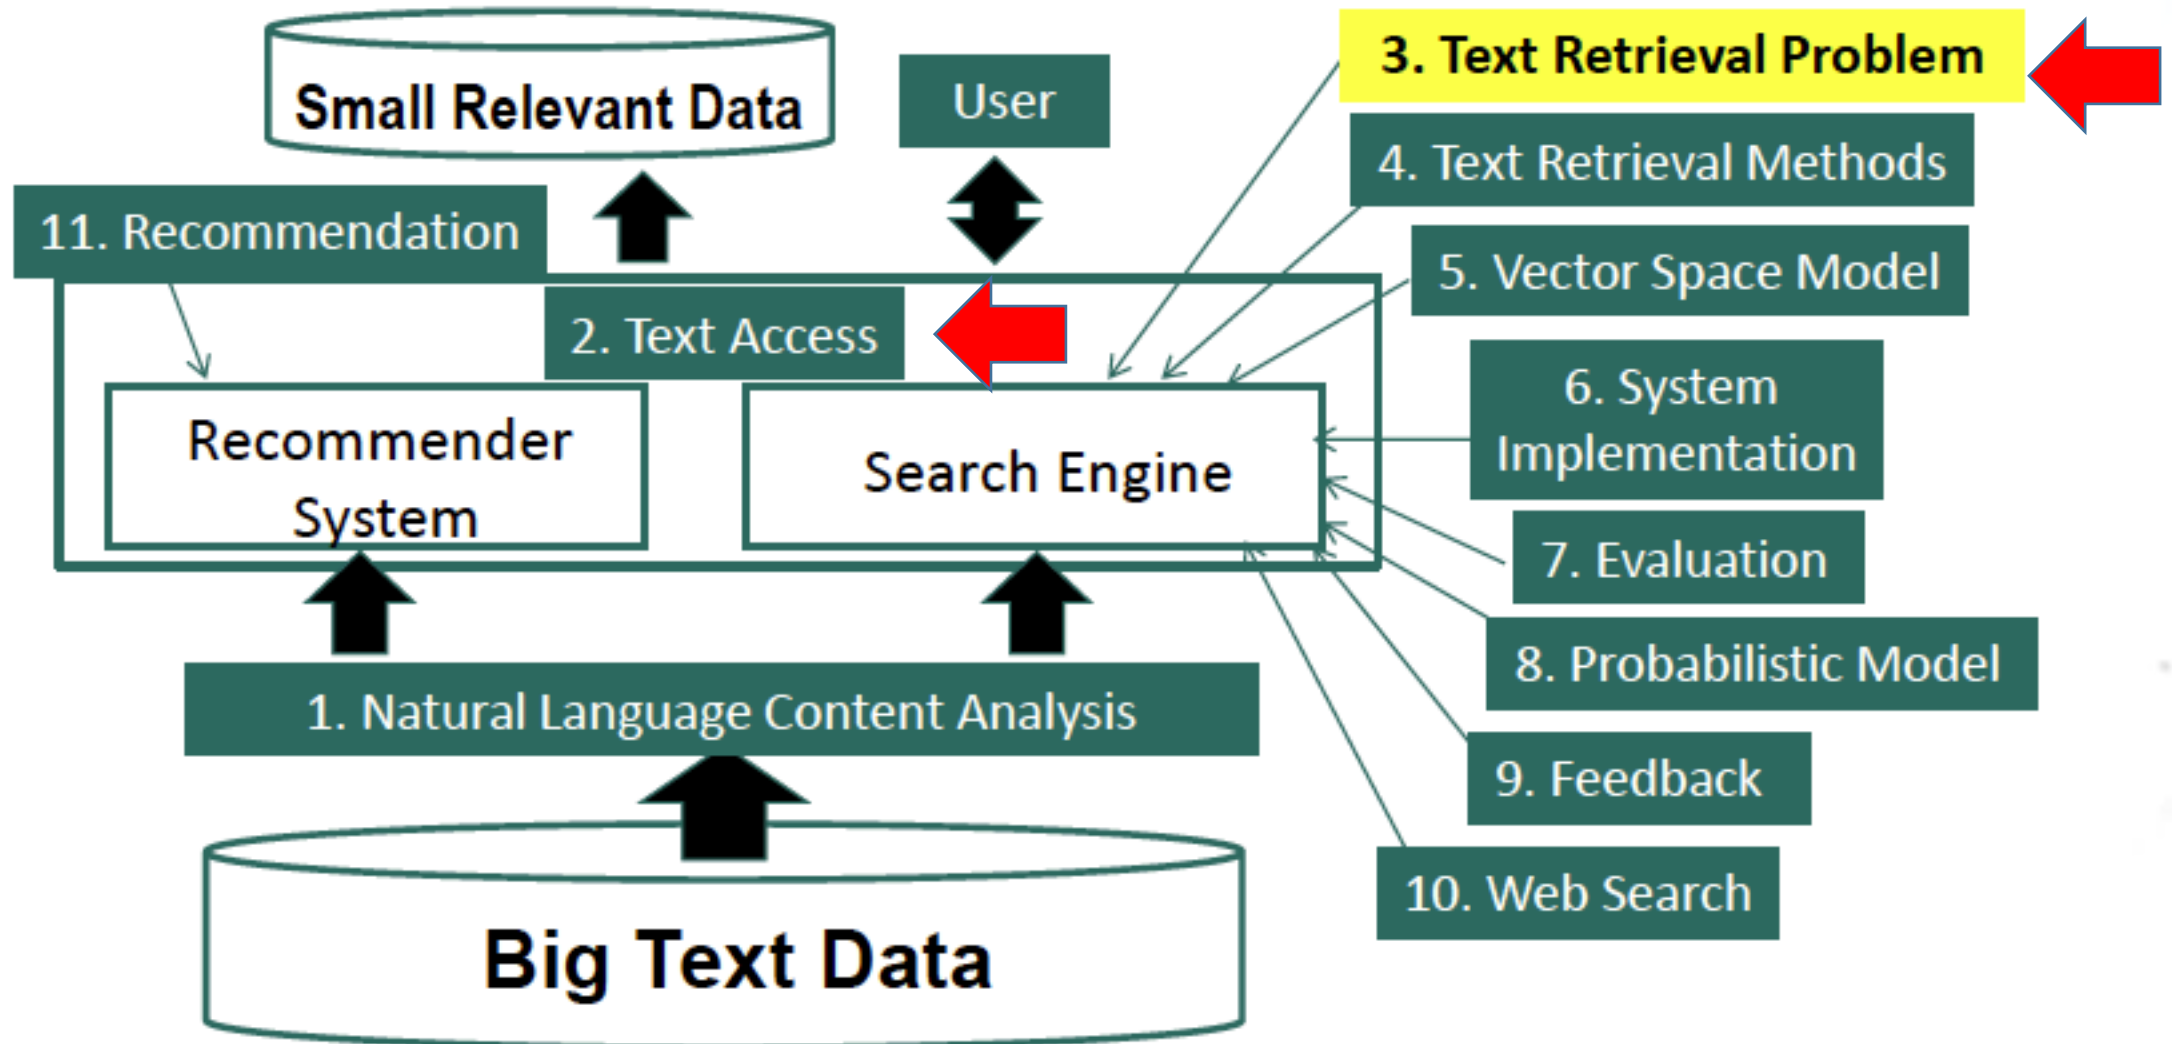 Small Relevant Data
User
3. Text Retrieval Problem
4. Text Retrieval Methods
11. Recommendation
5. Vector Space Model
2. Text Access
6. System
Implementation
Recommender
System
Search Engine
7. Evaluation
8. Probabilistic Model
1. Natural Language Content Analysis
9. Feedback
10. Web Search
Big Text Data